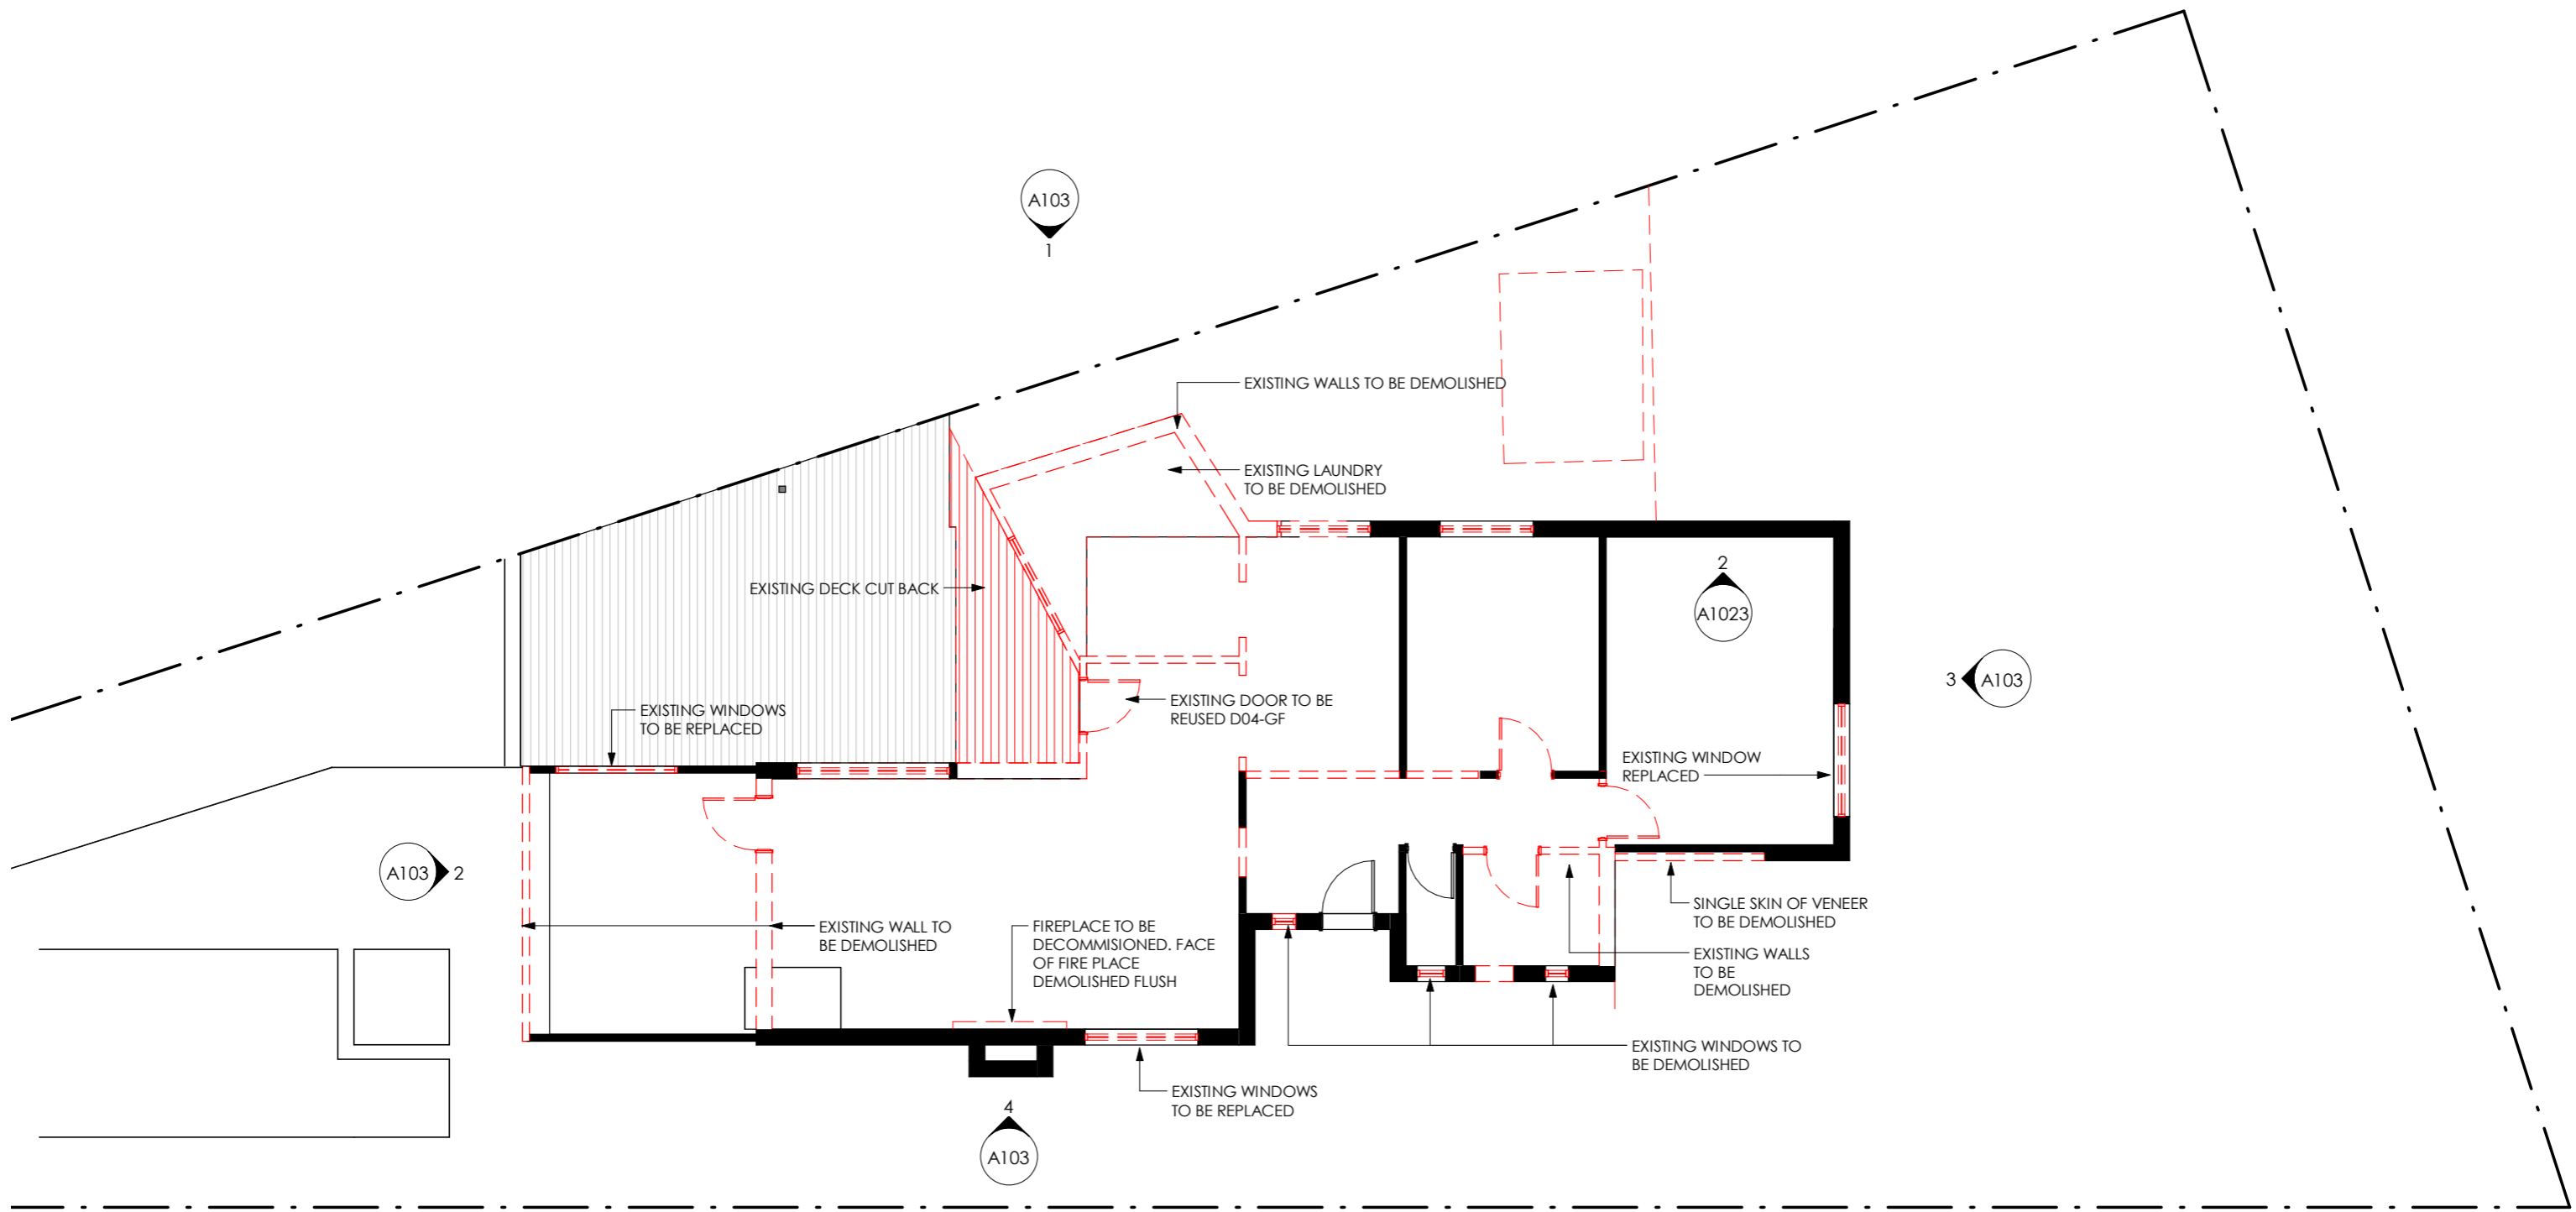 A103
1
EXISTING WALLS TO BE DEMOLISHED
EXISTING LAUNDRY
TO BE DEMOLISHED
EXISTING DECK CUT BACK
2
A1023
3
A103
EXISTING DOOR TO BE
REUSED D04-GF
EXISTING WINDOWS
TO BE REPLACED
EXISTING WINDOW
REPLACED
A103
2
EXISTING WALL TO
BE DEMOLISHED
FIREPLACE TO BE
DECOMMISIONED. FACE
OF FIRE PLACE
DEMOLISHED FLUSH
SINGLE SKIN OF VENEER
TO BE DEMOLISHED
EXISTING WALLS
TO BE
DEMOLISHED
EXISTING WINDOWS TO
BE DEMOLISHED
EXISTING WINDOWS
TO BE REPLACED
4
A103